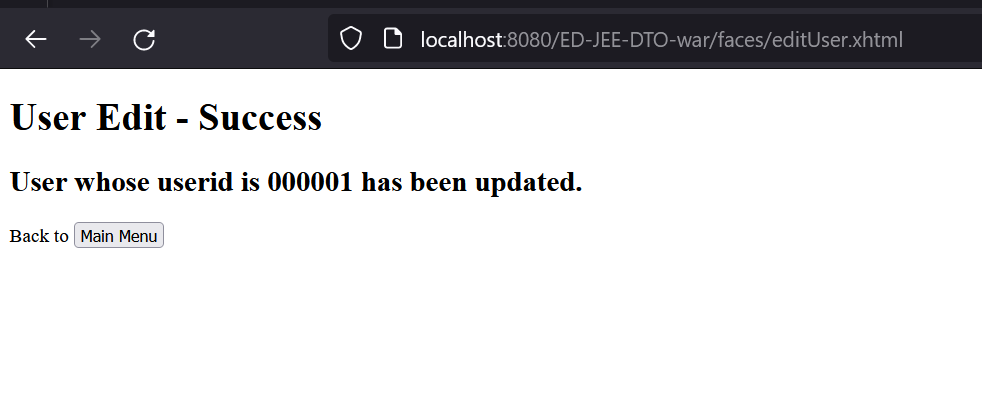 localhost:8080/ED-JEE-DTO-war/faces/editUser.xhtml
User Edit - Success
User whose userid is 000001 has been updated.
Back to Main Menu